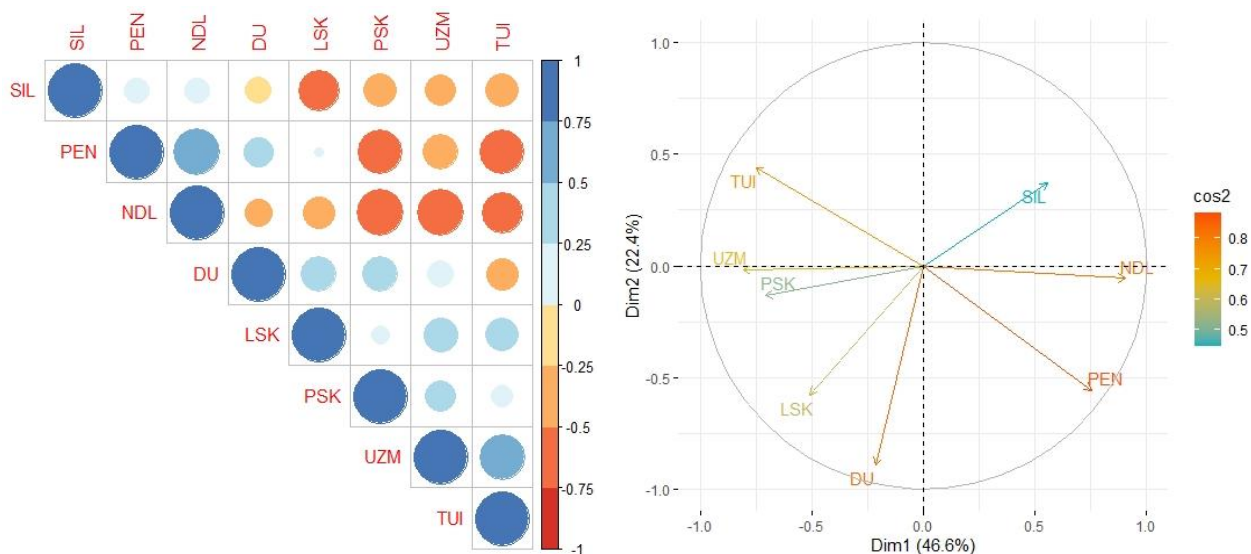 SIL PEN NDL DU LSK PSK UZM TUI
SIL
PEN
NDL
DU
LSK
PSK
UZM
TUI
1
0.75
0.5
0.25
0
-0.25
-0.5
-0.75
-1
1.0
0.5
0.0
-0.5
-1.0
Dim2 (22.4%)
TUI
SIL
UZM
PSK
NDL
PEN
LSK
DU
-1.0 -0.5 0.0 0.5 1.0
Dim1 (46.6%)
cos2
0.8
0.7
0.6
0.5